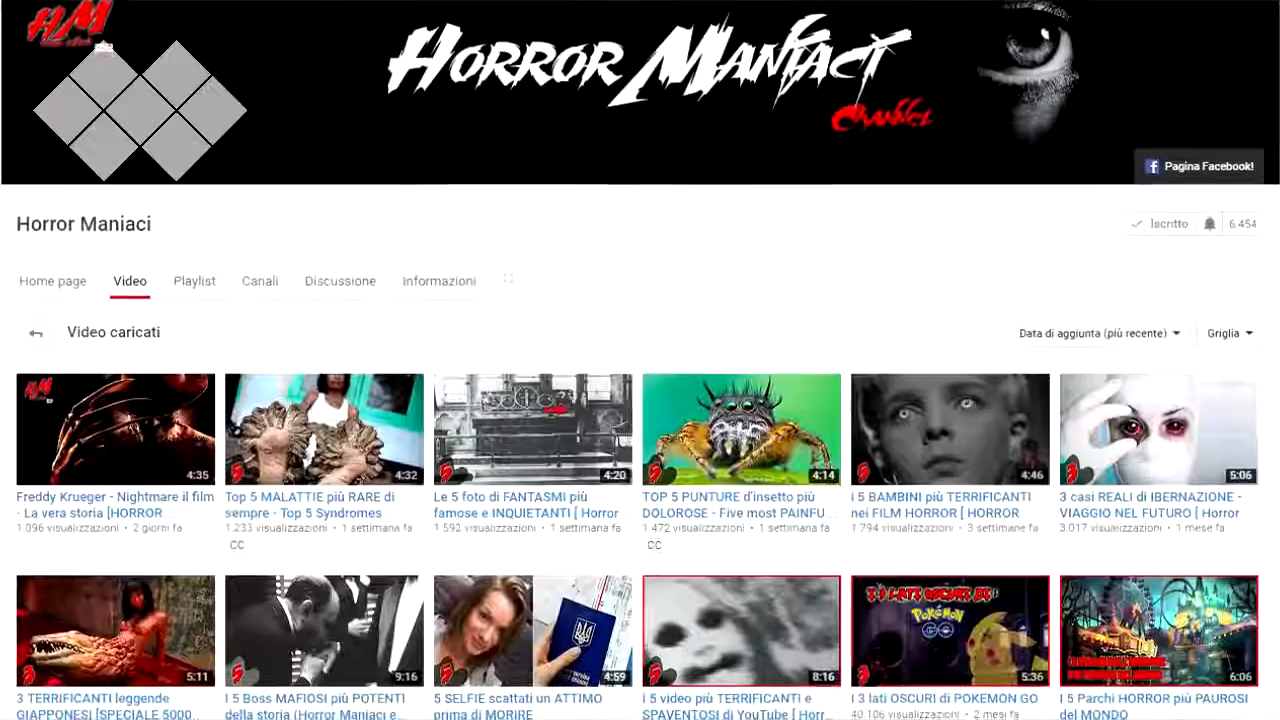 HM
HORROR MANIACI
Channel
Pagina Facebook!
Horror Maniaci
Iscritto 6.454
Home page Video Playlist Canali Discussione Informazioni
Video caricati
Data di aggiunta (più recente) Griglia
HM
4:35 4:32 4:20 4:14 4:46 5:06
Freddy Krueger - Nightmare il film
- La vera storia [HORROR...
1.096 visualizzazioni • 2 giorni fa
Top 5 MALATTIE più RARE di
sempre - Top 5 Syndromes
1.233 visualizzazioni • 1 settimana fa
CC
Le 5 foto di FANTASMI più
famose e INQUIETANTI [ Horror
1.592 visualizzazioni • 1 settimana fa
TOP 5 PUNTURE d'insetto più
DOLOROSE - Five most PAINFU...
1.472 visualizzazioni • 1 settimana fa
CC
i 5 BAMBINI più TERRIFICANTI
nei FILM HORROR [ HORROR
1.794 visualizzazioni • 3 settimane fa
3 casi REALI di IBERNAZIONE -
VIAGGIO NEL FUTURO [ Horror
3.017 visualizzazioni • 1 mese fa
I 3 LATI OSCURI DI
POKÉMON
GO
5:11 9:16 4:59 8:16 5:36 6:06
3 TERRIFICANTI leggende
GIAPPONESI [SPECIALE 5000...
I 5 Boss MAFIOSI più POTENTI
della storia (Horror Maniaci e...
5 SELFIE scattati un ATTIMO
prima di MORIRE
I 5 video più TERRIFICANTI e
SPAVENTOSI di YouTube [ Horr...
I 3 lati OSCURI di POKEMON GO
40.106 visualizzazioni • 2 mesi fa
I 5 Parchi HORROR più PAUROSI
del MONDO